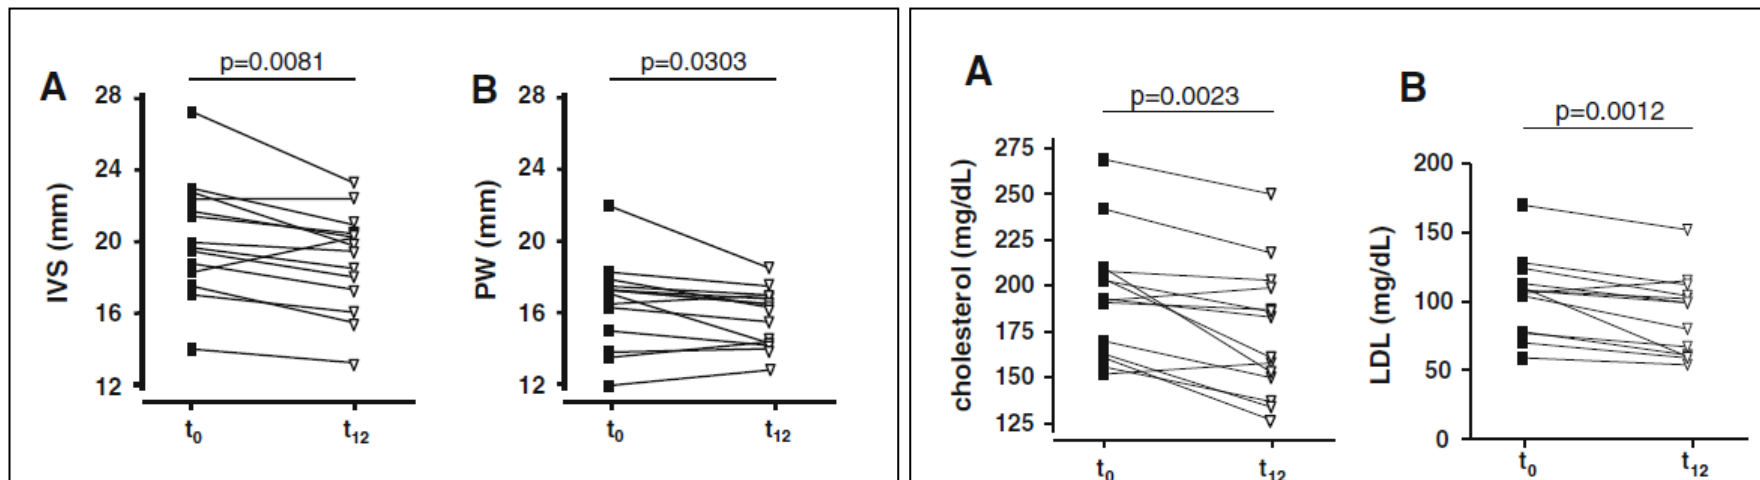 A
p=0.0081
IVS (mm)
28
24
20
16
12
t0
t12
B
p=0.0303
PW (mm)
28
24
20
16
12
t0
t12
A
p=0.0023
cholesterol (mg/dL)
275
250
225
200
175
150
125
t0
t12
B
p=0.0012
LDL (mg/dL)
200
150
100
50
0
t0
t12